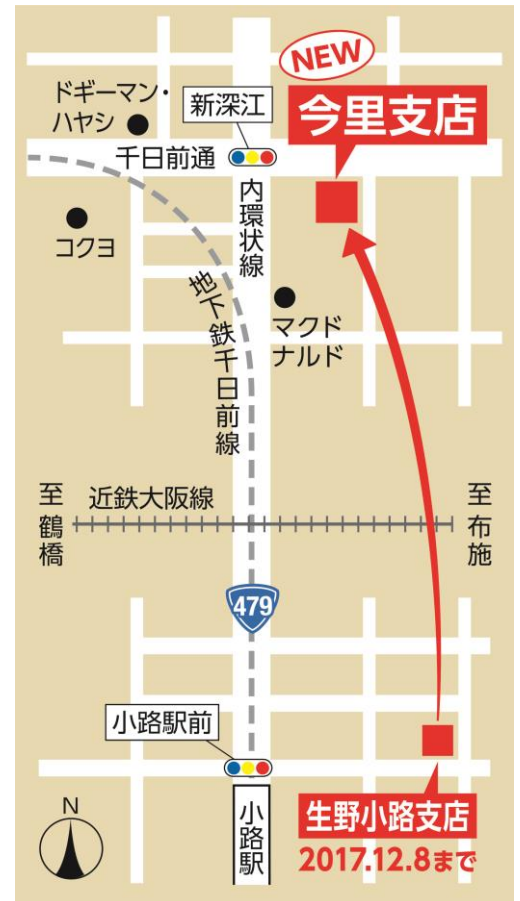 NEW
今里支店
ドギーマン・
ハヤシ
新深江
千日前通
内環状線
コクヨ
地下鉄千日前線
マクド
ナルド
至鶴橋
近鉄大阪線
至布施
479
小路駅前
小路駅
生野小路支店
2017.12.8まで
N